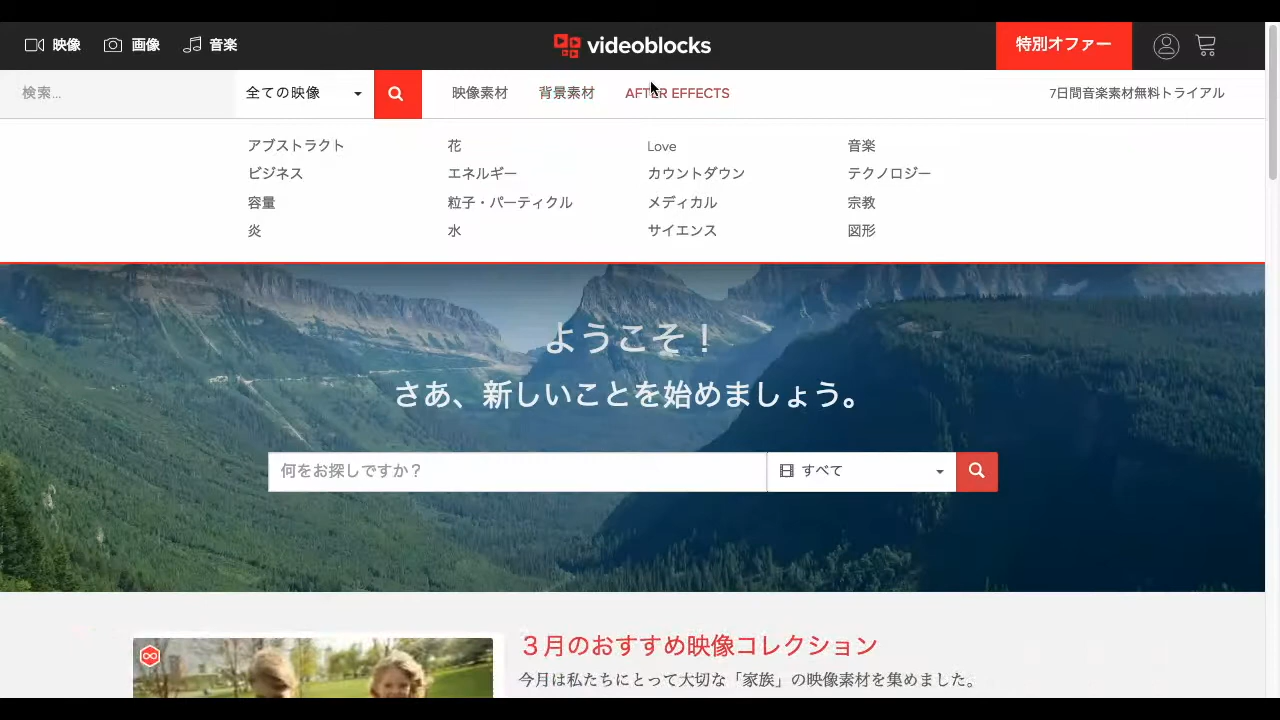 映像 画像 音楽 videoblocks 特別オファー
検索... 全ての映像 映像素材 背景素材 AFTER EFFECTS 7日間音楽素材無料トライアル
アブストラクト 花 Love 音楽
ビジネス エネルギー カウントダウン テクノロジー
容量 粒子・パーティクル メディカル 宗教
炎 水 サイエンス 図形
ようこそ！
さあ、新しいことを始めましょう。
何をお探しですか？ すべて
３月のおすすめ映像コレクション
今月は私たちにとって大切な「家族」の映像素材を集めました。